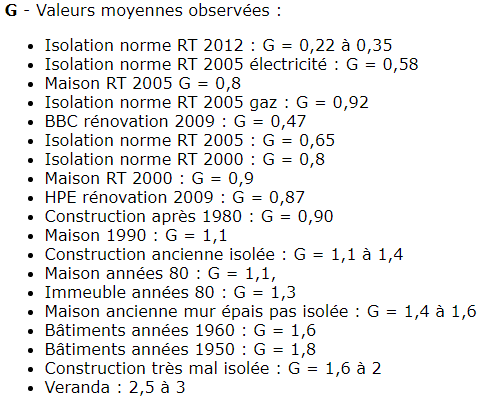 G - Valeurs moyennes observées :
• Isolation norme RT 2012 : G = 0,22 à 0,35
• Isolation norme RT 2005 électricité : G = 0,58
• Maison RT 2005 G = 0,8
• Isolation norme RT 2005 gaz : G = 0,92
• BBC rénovation 2009 : G = 0,47
• Isolation norme RT 2005 : G = 0,65
• Isolation norme RT 2000 : G = 0,8
• Maison RT 2000 : G = 0,9
• HPE rénovation 2009 : G = 0,87
• Construction après 1980 : G = 0,90
• Maison 1990 : G = 1,1
• Construction ancienne isolée : G = 1,1 à 1,4
• Maison années 80 : G = 1,1,
• Immeuble années 80 : G = 1,3
• Maison ancienne mur épais pas isolée : G = 1,4 à 1,6
• Bâtiments années 1960 : G = 1,6
• Bâtiments années 1950 : G = 1,8
• Construction très mal isolée : G = 1,6 à 2
• Veranda : 2,5 à 3